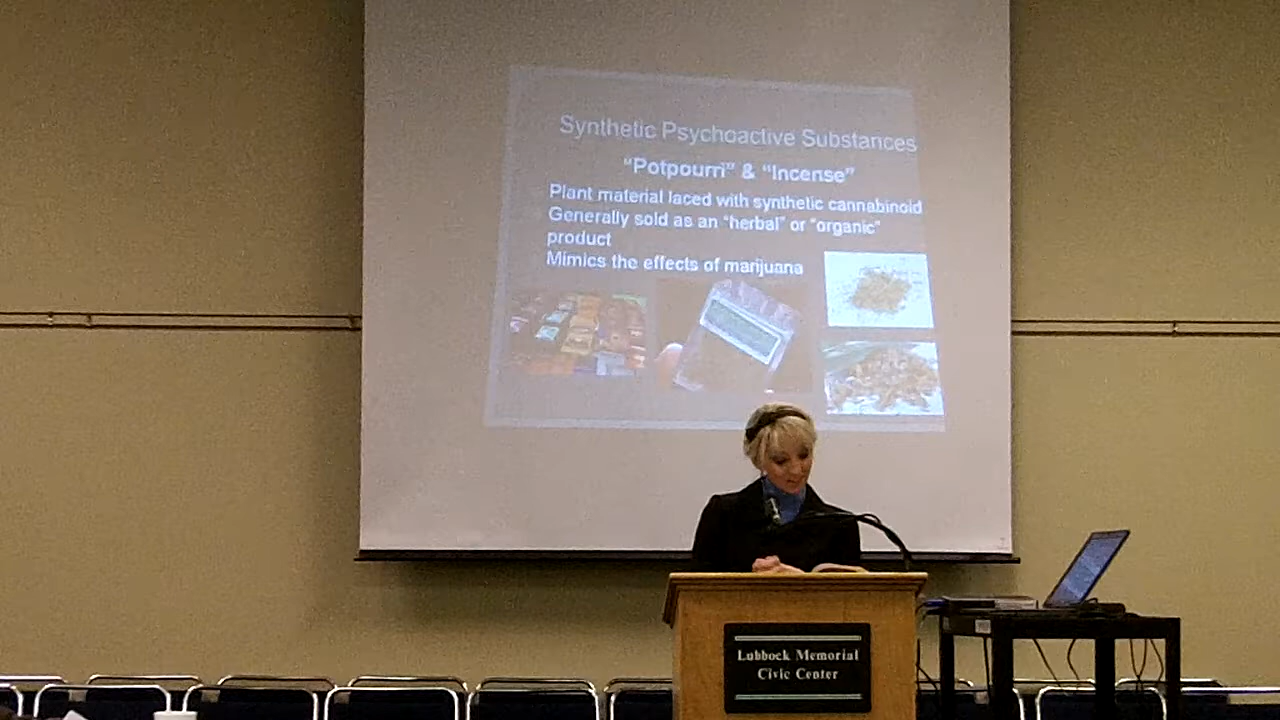 Synthetic Psychoactive Substances
"Potpourri" & "Incense"
Plant material laced with synthetic cannabinoid
Generally sold as an "herbal" or "organic"
product
Mimics the effects of marijuana
Lubbock Memorial
Civic Center